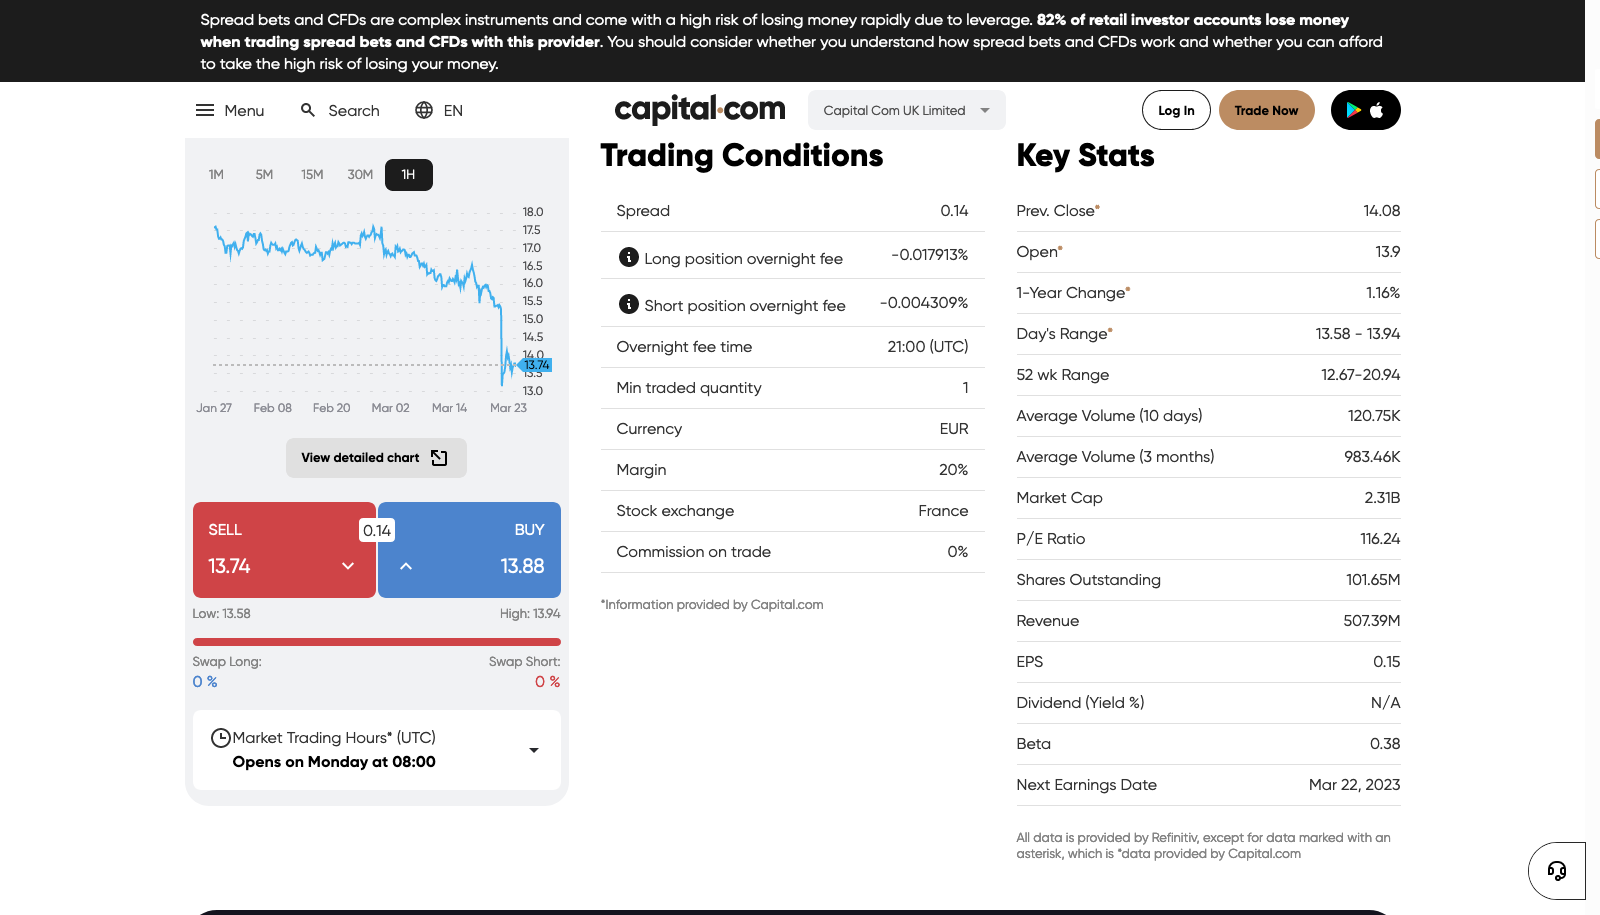 Spread bets and CFDs are complex instruments and come with a high risk of losing money rapidly due to leverage. 82% of retail investor accounts lose money
when trading spread bets and CFDs with this provider. You should consider whether you understand how spread bets and CFDs work and whether you can afford
to take the high risk of losing your money.
Menu Search EN capital.com Capital Com UK Limited Log In Trade Now
1M 5M 15M 30M 1H
18.0
17.5
17.0
16.5
16.0
15.5
15.0
14.5
14.0
13.74
13.5
13.0
Jan 27 Feb 08 Feb 20 Mar 02 Mar 14 Mar 23
View detailed chart
SELL 0.14 BUY
13.74 13.88
Low: 13.58 High: 13.94
Swap Long: Swap Short:
0 % 0 %
Market Trading Hours* (UTC)
Opens on Monday at 08:00
Trading Conditions
Spread 0.14
Long position overnight fee -0.017913%
Short position overnight fee -0.004309%
Overnight fee time 21:00 (UTC)
Min traded quantity 1
Currency EUR
Margin 20%
Stock exchange France
Commission on trade 0%
*Information provided by Capital.com
Key Stats
Prev. Close* 14.08
Open* 13.9
1-Year Change* 1.16%
Day's Range* 13.58 - 13.94
52 wk Range 12.67-20.94
Average Volume (10 days) 120.75K
Average Volume (3 months) 983.46K
Market Cap 2.31B
P/E Ratio 116.24
Shares Outstanding 101.65M
Revenue 507.39M
EPS 0.15
Dividend (Yield %) N/A
Beta 0.38
Next Earnings Date Mar 22, 2023
All data is provided by Refinitiv, except for data marked with an
asterisk, which is *data provided by Capital.com